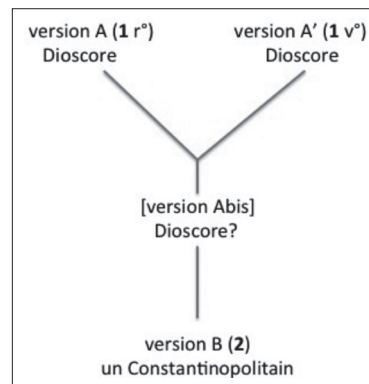 version A (1 r°) version A′ (1 v°)
Dioscore Dioscore
[version Abis]
Dioscore?
version B (2)
un Constantinopolitain